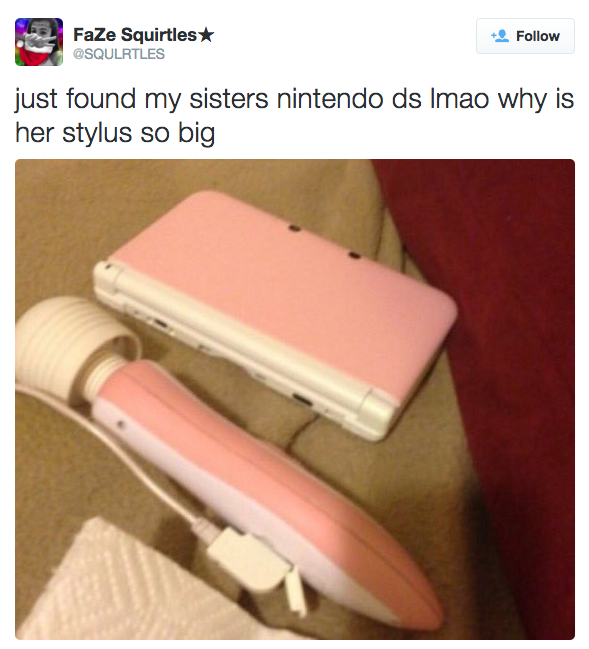 FaZe Squirtles★
@SQULRTLES
Follow
just found my sisters nintendo ds lmao why is
her stylus so big